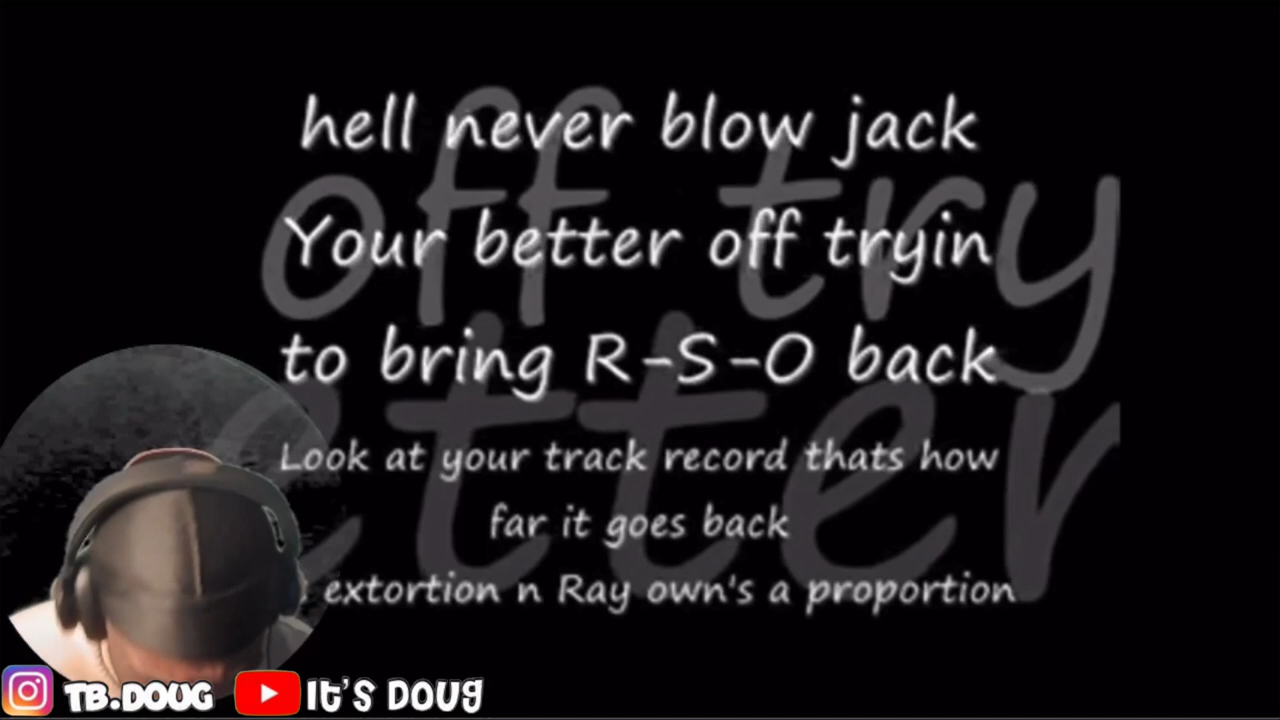 hell never blow jack
Your better off tryin
to bring R-S-O back
Look at your track record thats how
far it goes back
extortion n Ray own's a proportion
off try
etter
TB.DOUG
IT'S DOUG